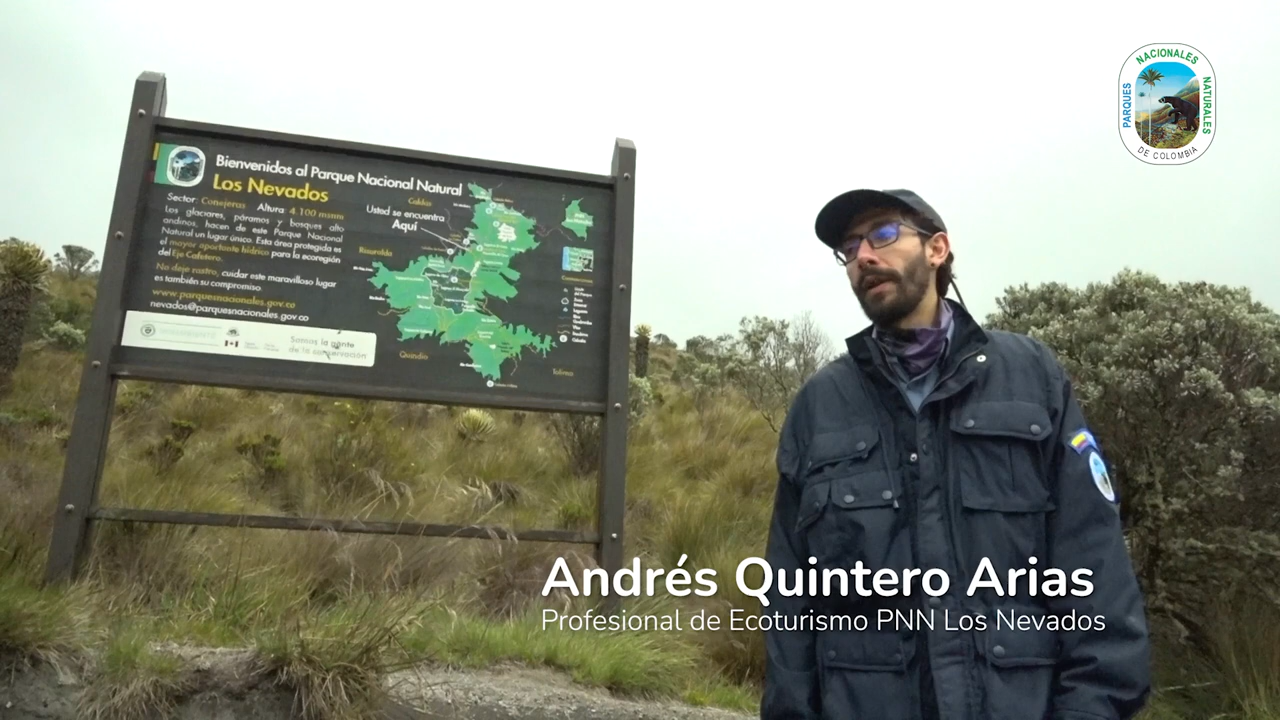 PARQUES NACIONALES NATURALES
DE COLOMBIA
Bienvenidos al Parque Nacional Natural
Los Nevados
Sector: Consejeras Altura: 4.100 msnm
Los glaciares, páramos y bosques alto
andinos, hacen de este Parque Nacional
Natural un lugar único. Esta área protegida es
el mayor aportante hídrico para la ecoregión
del Eje Cafetero.
No deje rastro, cuidar este maravilloso lugar
es también su compromiso.
www.parquesnacionales.gov.co
nevados@parquesnacionales.gov.co
Somos la gente
de la conservación
Caldas
Usted se encuentra
Aquí
Risaralda
Quindío
Tolima
Andrés Quintero Arias
Profesional de Ecoturismo PNN Los Nevados